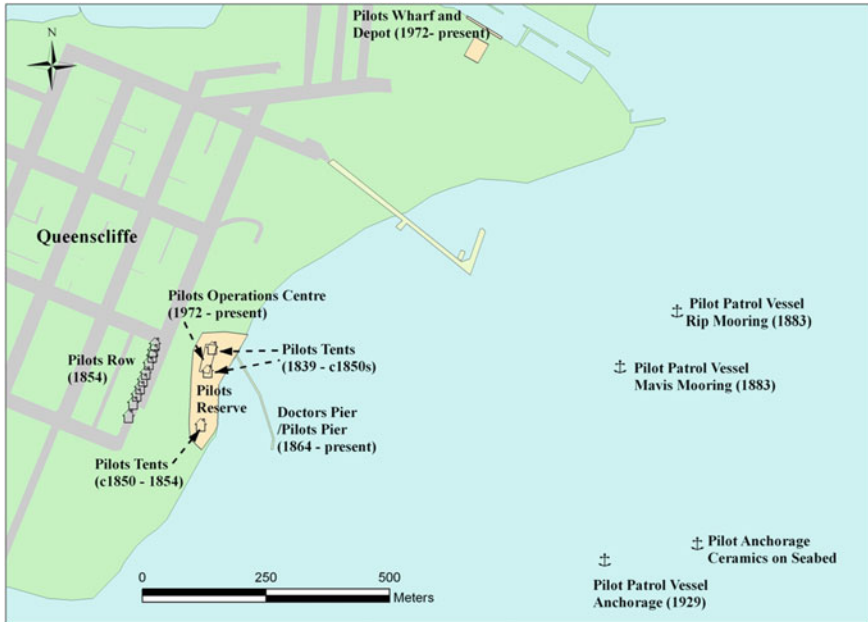 Pilots Wharf and
Depot (1972- present)
N
Queenscliffe
Pilots Operations Centre
(1972 - present)
Pilot Patrol Vessel
Rip Mooring (1883)
Pilots Row
(1854)
Pilots Tents
(1839 - c1850s)
Pilot Patrol Vessel
Mavis Mooring (1883)
Pilots
Reserve
Doctors Pier
/Pilots Pier
(1864 - present)
Pilots Tents
(c1850 - 1854)
Pilot Anchorage
Ceramics on Seabed
Pilot Patrol Vessel
Anchorage (1929)
0 250 500
Meters